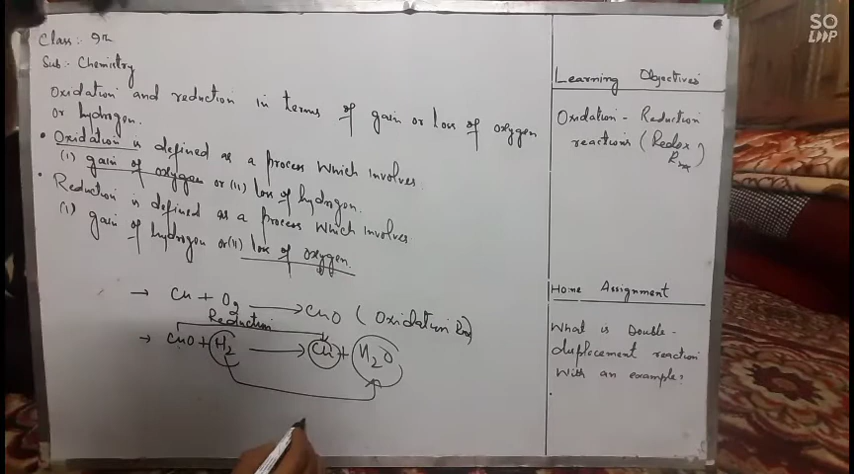 Class:- 9th
Sub:- Chemistry
Oxidation and reduction in terms of gain or loss of oxygen
or hydrogen.
• Oxidation is defined as a process which involves
(i) gain of oxygen or (ii) loss of hydrogen.
• Reduction is defined as a process which involves
(i) gain of hydrogen or (ii) loss of oxygen.
→ Cu + O2 → CuO (Oxidation Rxn)
Reduction
→ CuO + H2 → Cu + H2O
Learning Objectives
Oxidation - Reduction
reactions (Redox
Rxn)
Home Assignment
What is Double-
displacement reaction
with an example?
SO
LOOP